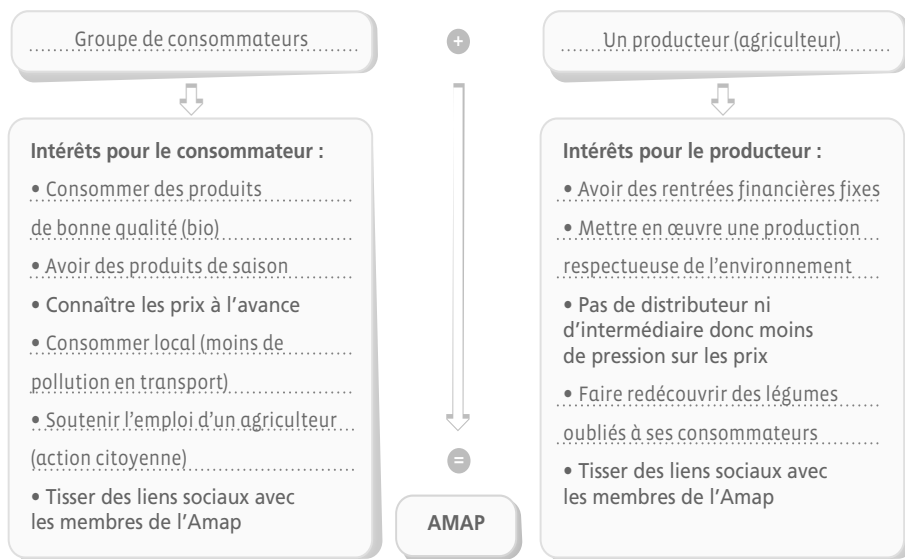 Groupe de consommateurs
+
Un producteur (agriculteur)
Intérêts pour le consommateur :
• Consommer des produits
de bonne qualité (bio)
• Avoir des produits de saison
• Connaître les prix à l'avance
• Consommer local (moins de
pollution en transport)
• Soutenir l'emploi d'un agriculteur
(action citoyenne)
• Tisser des liens sociaux avec
les membres de l'Amap
=
AMAP
Intérêts pour le producteur :
• Avoir des rentrées financières fixes
• Mettre en œuvre une production
respectueuse de l'environnement
• Pas de distributeur ni
d'intermédiaire donc moins
de pression sur les prix
• Faire redécouvrir des légumes
oubliés à ses consommateurs
• Tisser des liens sociaux avec
les membres de l'Amap